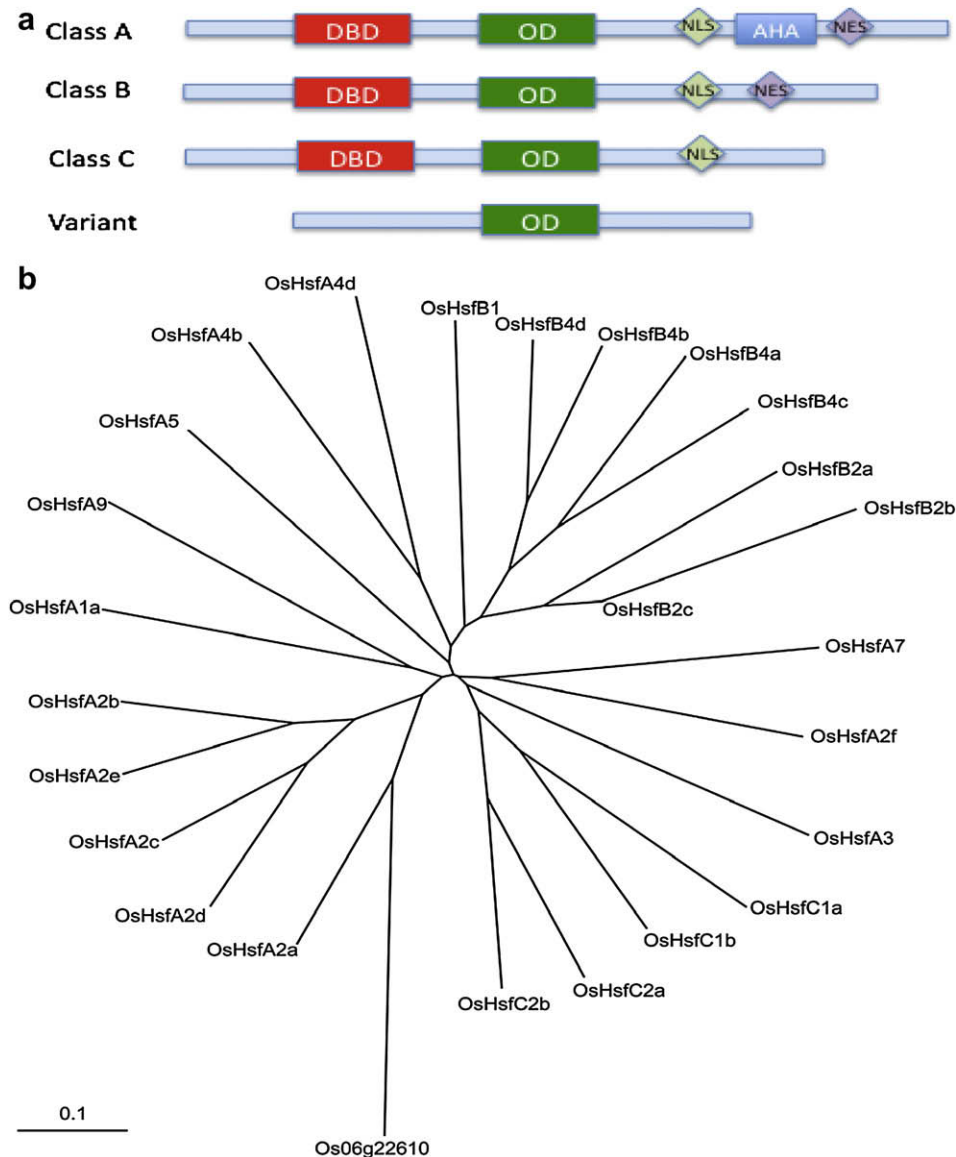 a
Class A DBD OD NLS AHA NES
Class B DBD OD NLS NES
Class C DBD OD NLS
Variant OD
b
OsHsfA4d
OsHsfB1
OsHsfB4d
OsHsfB4b
OsHsfA4b
OsHsfB4a
OsHsfB4c
OsHsfA5
OsHsfB2a
OsHsfA9
OsHsfB2b
OsHsfA1a
OsHsfB2c
OsHsfA7
OsHsfA2b
OsHsfA2f
OsHsfA2e
OsHsfA2c
OsHsfA3
OsHsfA2d
OsHsfC1a
OsHsfA2a
OsHsfC1b
OsHsfC2a
OsHsfC2b
0.1
Os06g22610